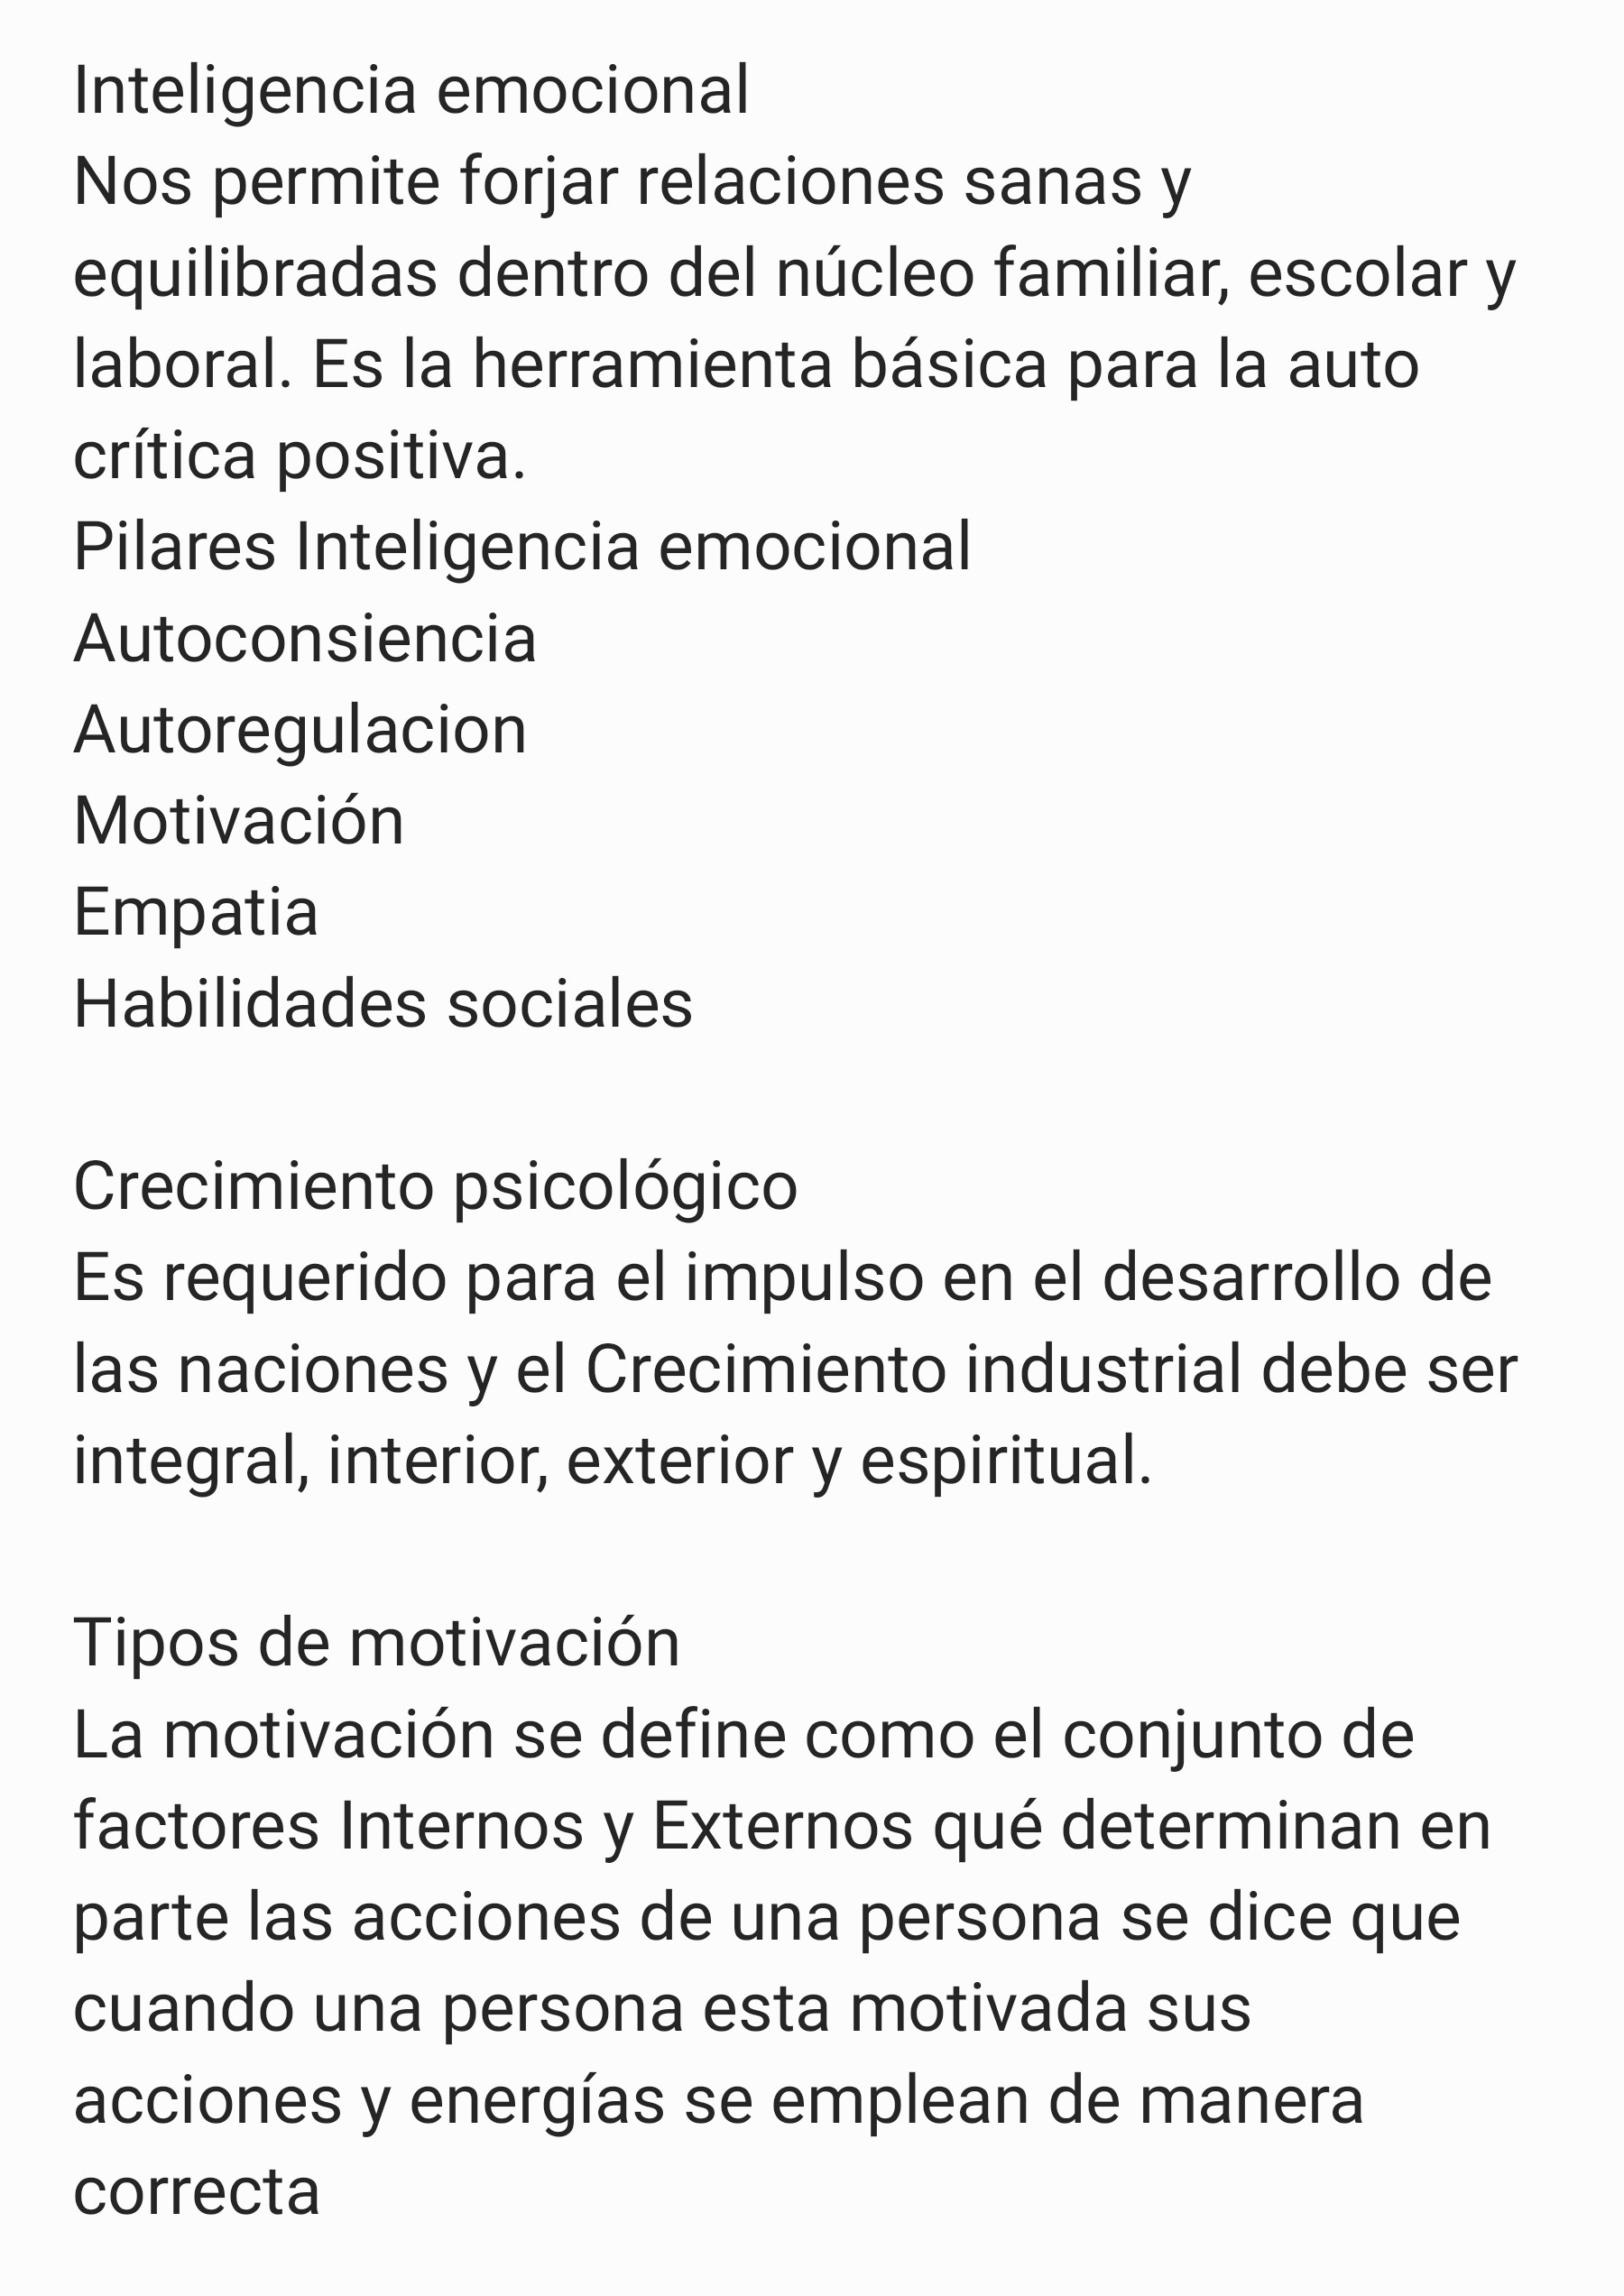 Inteligencia emocional
Nos permite forjar relaciones sanas y
equilibradas dentro del núcleo familiar, escolar y
laboral. Es la herramienta básica para la auto
crítica positiva.
Pilares Inteligencia emocional
Autoconsiencia
Autoregulacion
Motivación
Empatia
Habilidades sociales
Crecimiento psicológico
Es requerido para el impulso en el desarrollo de
las naciones y el Crecimiento industrial debe ser
integral, interior, exterior y espiritual.
Tipos de motivación
La motivación se define como el conjunto de
factores Internos y Externos qué determinan en
parte las acciones de una persona se dice que
cuando una persona esta motivada sus
acciones y energías se emplean de manera
correcta